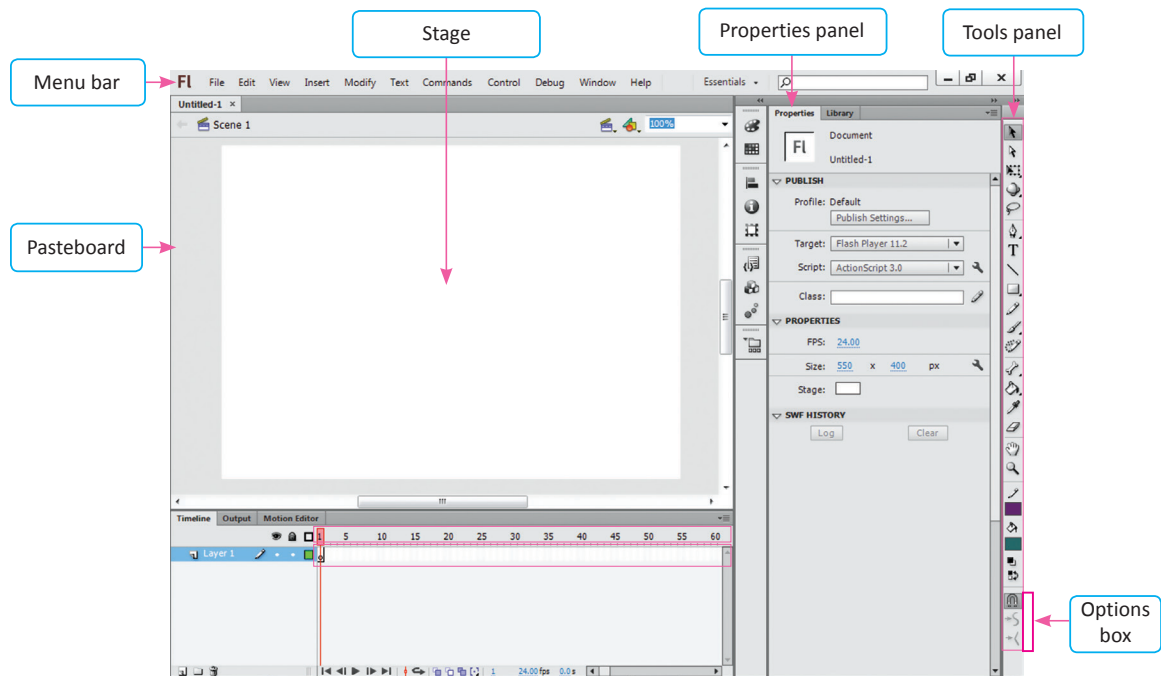 Stage
Properties panel
Tools panel
Menu bar
Fl File Edit View Insert Modify Text Commands Control Debug Window Help Essentials
Untitled-1 ×
Scene 1 100%
Properties Library
Fl Document
Untitled-1
PUBLISH
Profile: Default
Publish Settings...
Target: Flash Player 11.2
Script: ActionScript 3.0
Class:
PROPERTIES
FPS: 24.00
Size: 550 x 400 px
Stage:
SWF HISTORY
Log Clear
T
Pasteboard
Timeline Output Motion Editor
1 5 10 15 20 25 30 35 40 45 50 55 60
Layer 1
1 24.00 fps 0.0 s
Options
box